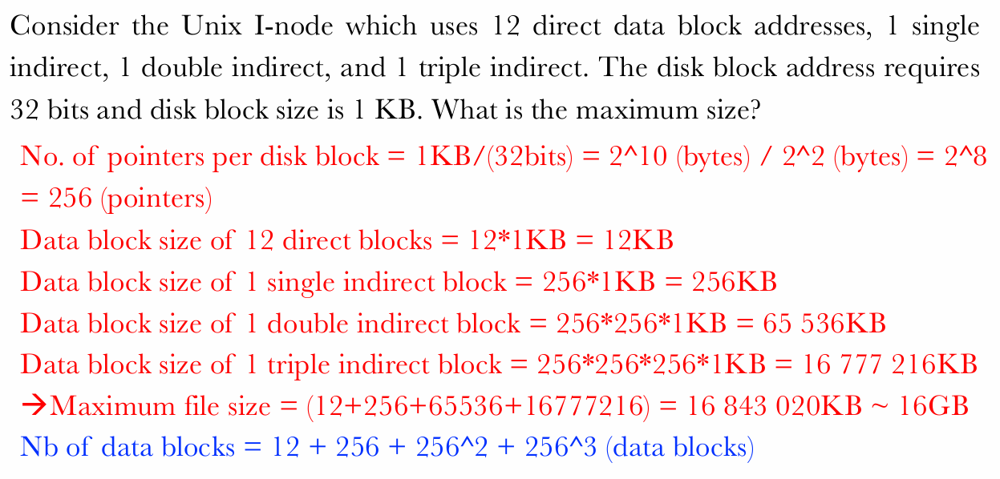 Consider the Unix I-node which uses 12 direct data block addresses, 1 single
indirect, 1 double indirect, and 1 triple indirect. The disk block address requires
32 bits and disk block size is 1 KB. What is the maximum size?
No. of pointers per disk block = 1KB/(32bits) = 2^10 (bytes) / 2^2 (bytes) = 2^8
= 256 (pointers)
Data block size of 12 direct blocks = 12*1KB = 12KB
Data block size of 1 single indirect block = 256*1KB = 256KB
Data block size of 1 double indirect block = 256*256*1KB = 65 536KB
Data block size of 1 triple indirect block = 256*256*256*1KB = 16 777 216KB
→Maximum file size = (12+256+65536+16777216) = 16 843 020KB ~ 16GB
Nb of data blocks = 12 + 256 + 256^2 + 256^3 (data blocks)